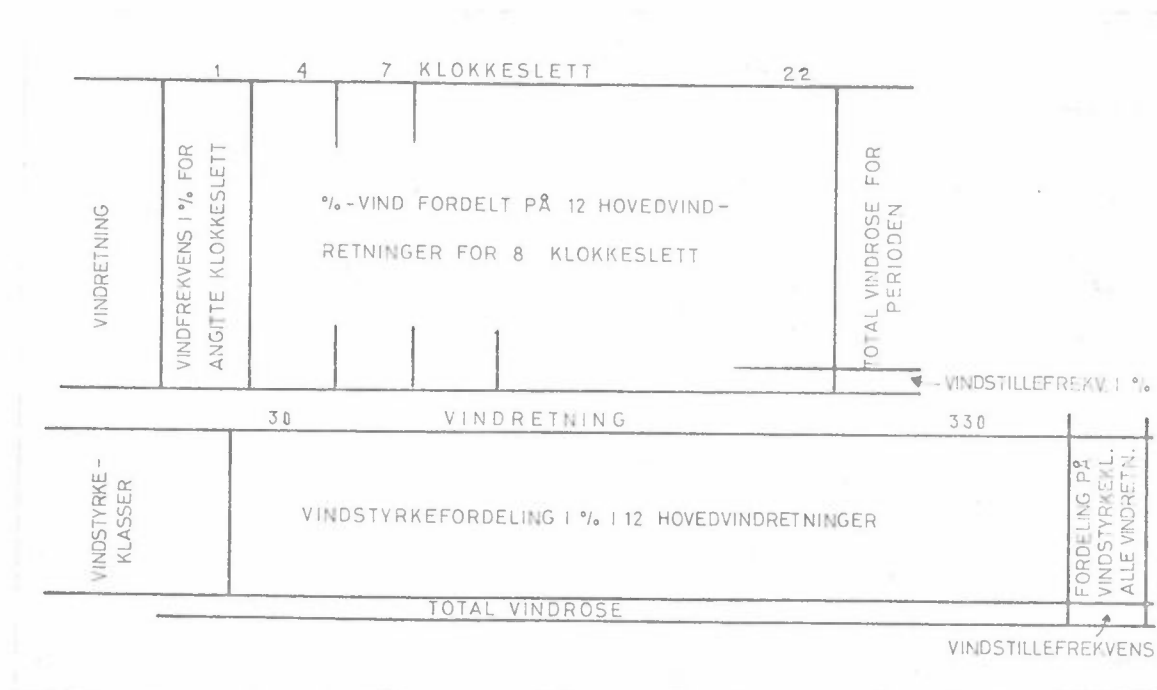 1 4 7 KLOKKESLETT 22
VINDRETNING
VINDFREKVENS I % FOR
ANGITTE KLOKKESLETT
%-VIND FORDELT PÅ 12 HOVEDVIND-
RETNINGER FOR 8 KLOKKESLETT
TOTAL VINDROSE FOR
PERIODEN
VINDSTILLEFREKV. I %
30 VINDRETNING 330
VINDSTYRKE-
KLASSER
VINDSTYRKEFORDELING I % I 12 HOVEDVINDRETNINGER
FORDELING PÅ
VINDSTYRKEKL.
ALLE VINDRETN.
TOTAL VINDROSE
VINDSTILLEFREKVENS